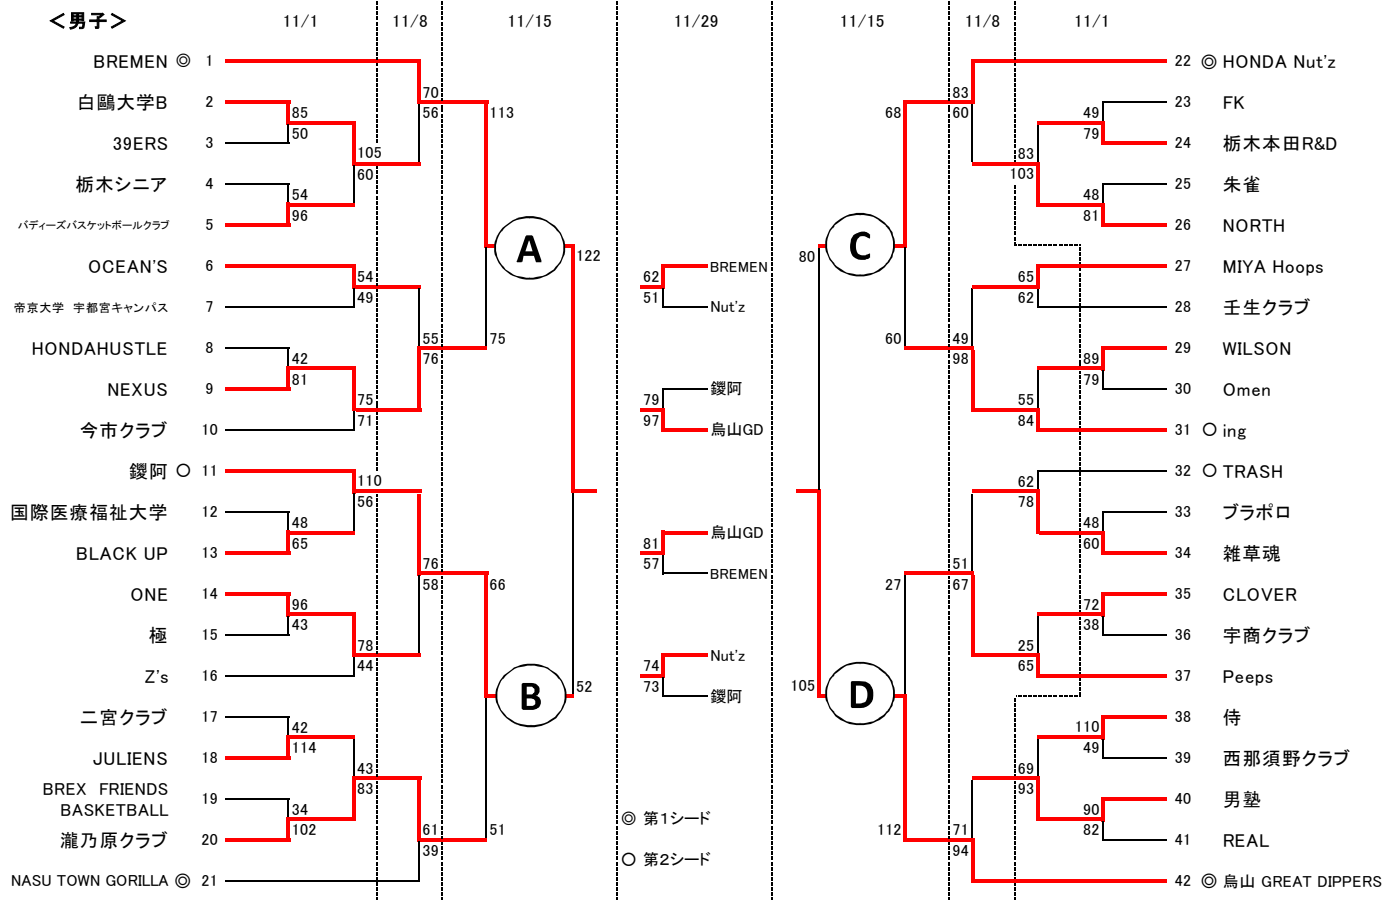 ＜男子＞ 11/1 11/8 11/15 11/29 11/15 11/8 11/1
BREMEN ◎ 1
白鷗大学B 2
39ERS 3
栃木シニア 4
バディーズバスケットボールクラブ 5
OCEAN'S 6
帝京大学　宇都宮キャンパス 7
HONDAHUSTLE 8
NEXUS 9
今市クラブ 10
鑁阿 ○ 11
国際医療福祉大学 12
BLACK UP 13
ONE 14
極 15
Z's 16
二宮クラブ 17
JULIENS 18
BREX FRIENDS
BASKETBALL 19
瀧乃原クラブ 20
NASU TOWN GORILLA ◎ 21
85
50
54
96
42
81
48
65
96
43
42
114
34
102
105
60
54
49
75
71
110
56
78
44
43
83
70
56
55
76
76
58
61
39
113
75
66
51
A
B
122
52
62 BREMEN
51 Nut'z
79 鑁阿
97 烏山GD
81 烏山GD
57 BREMEN
74 Nut'z
73 鑁阿
◎ 第1シード
○ 第2シード
80
105
C
D
68
60
27
112
83
60
49
98
51
67
71
94
83
103
65
62
55
84
62
78
25
65
69
93
49
79
48
81
89
79
48
60
72
38
110
49
90
82
22 ◎ HONDA Nut'z
23 FK
24 栃木本田R&D
25 朱雀
26 NORTH
27 MIYA Hoops
28 壬生クラブ
29 WILSON
30 Omen
31 ○ ing
32 ○ TRASH
33 ブラポロ
34 雑草魂
35 CLOVER
36 宇商クラブ
37 Peeps
38 侍
39 西那須野クラブ
40 男塾
41 REAL
42 ◎ 烏山 GREAT DIPPERS